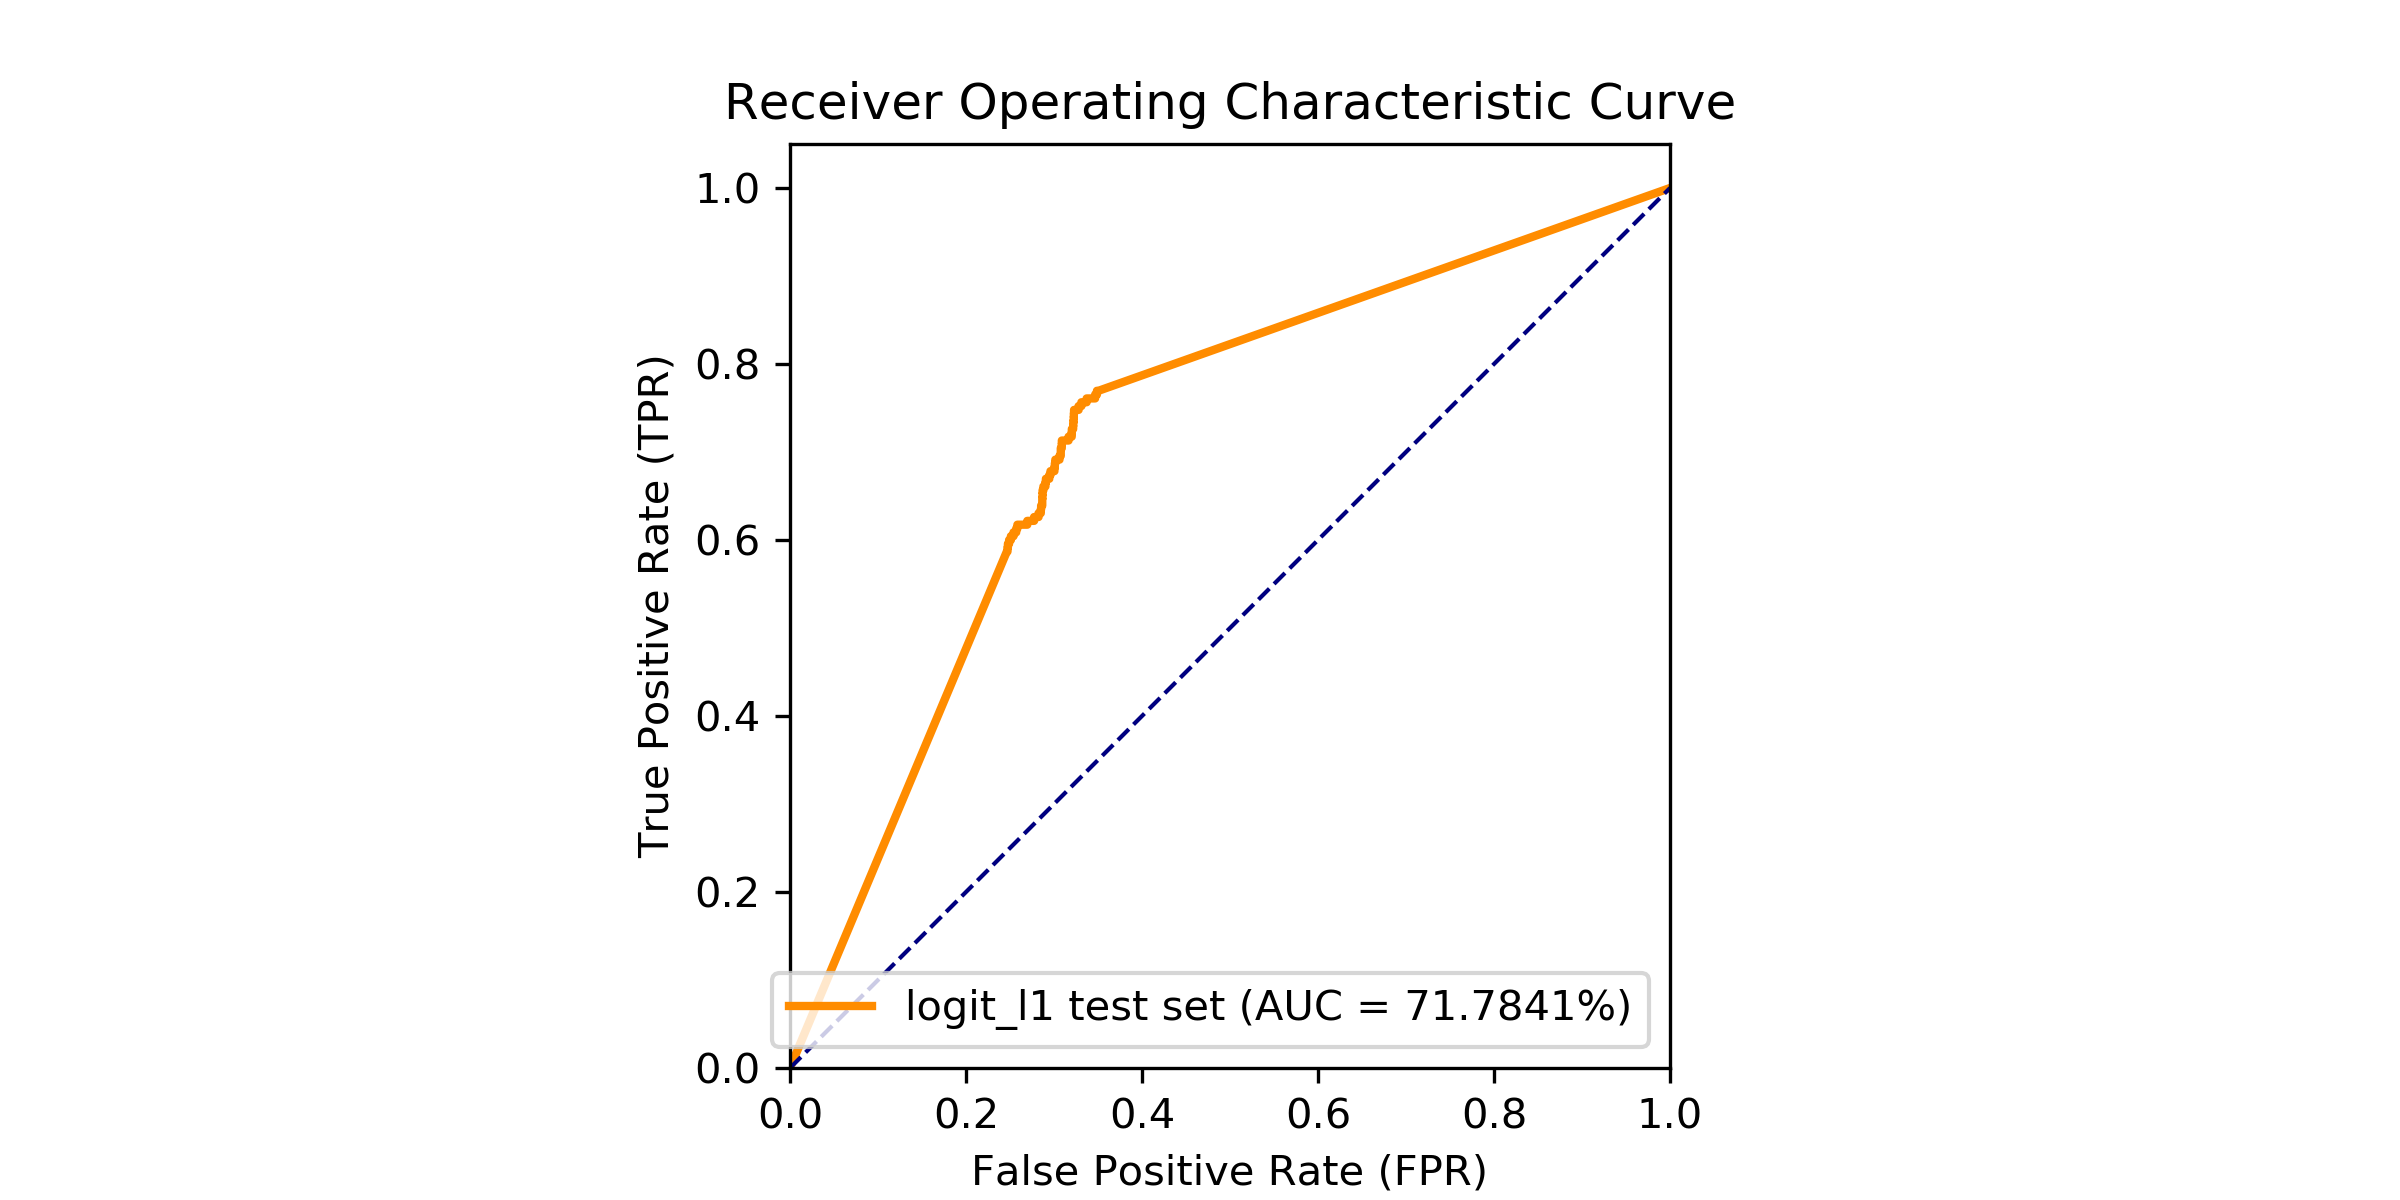 Receiver Operating Characteristic Curve
1.0
0.8
0.6
0.4
0.2
0.0
True Positive Rate (TPR)
logit_l1 test set (AUC = 71.7841%)
0.0 0.2 0.4 0.6 0.8 1.0
False Positive Rate (FPR)